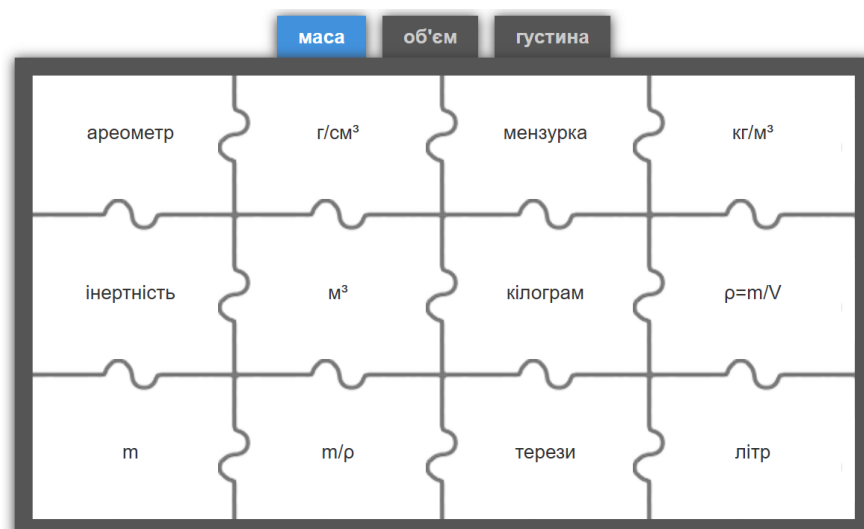 маса об'єм густина
ареометр г/см³ мензурка кг/м³
інертність м³ кілограм ρ=m/V
m m/ρ терези літр